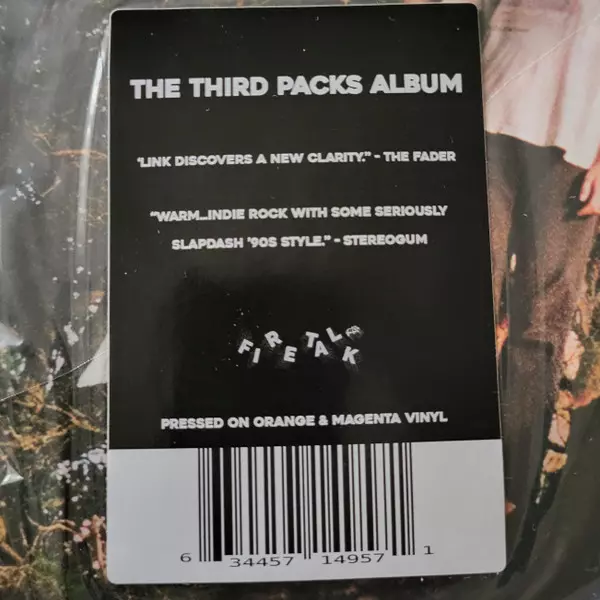 THE THIRD PACKS ALBUM
"LINK DISCOVERS A NEW CLARITY." - THE FADER
"WARM...INDIE ROCK WITH SOME SERIOUSLY
SLAPDASH '90S STYLE." - STEREOGUM
FIRE TALK
PRESSED ON ORANGE & MAGENTA VINYL
6 34457 14957 1